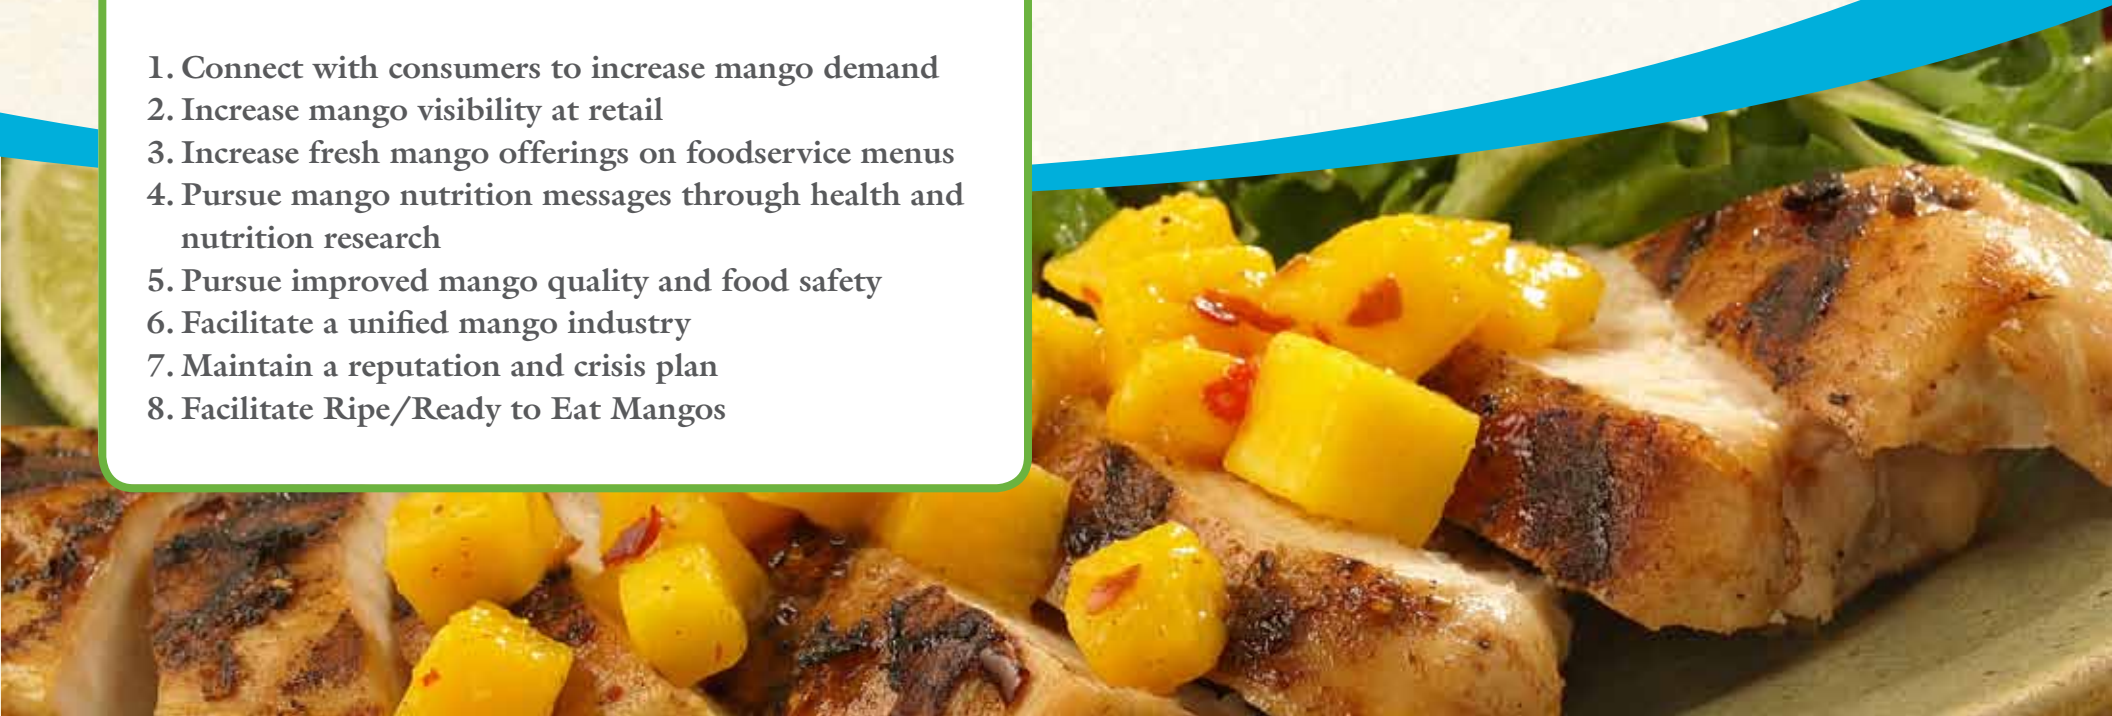 1. Connect with consumers to increase mango demand
2. Increase mango visibility at retail
3. Increase fresh mango offerings on foodservice menus
4. Pursue mango nutrition messages through health and
nutrition research
5. Pursue improved mango quality and food safety
6. Facilitate a unified mango industry
7. Maintain a reputation and crisis plan
8. Facilitate Ripe/Ready to Eat Mangos